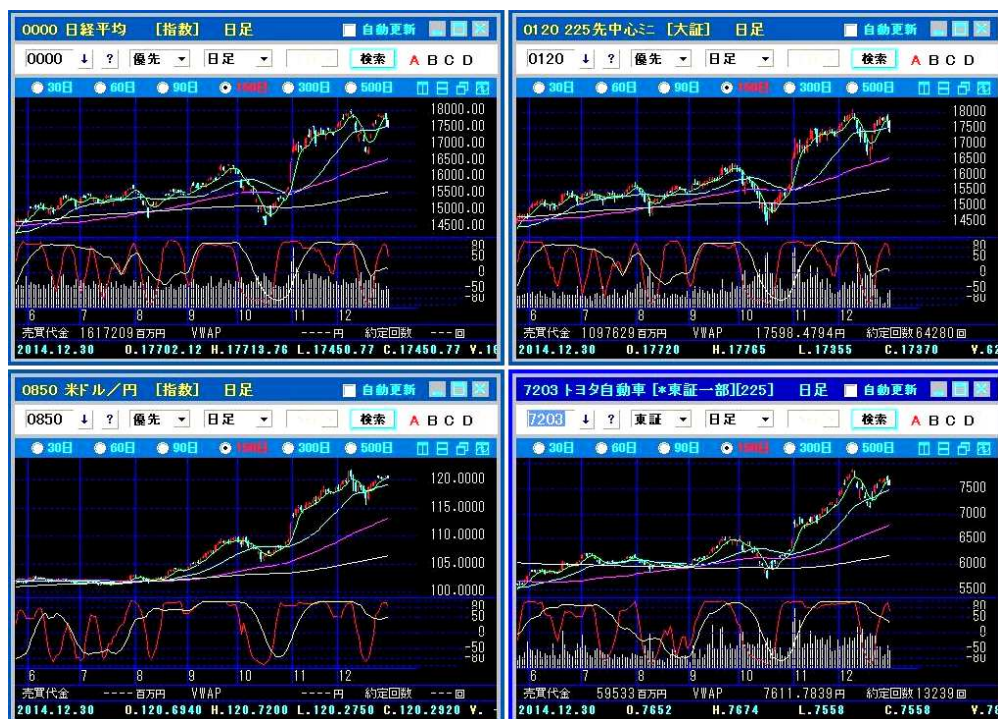 0000 日経平均 [指数] 日足 自動更新
0000 ↓ ? 優先 日足 検索 A B C D
30日 60日 90日 150日 300日 500日
18000.00
17500.00
17000.00
16500.00
16000.00
15500.00
15000.00
14500.00
80
50
0
-50
-80
6 7 8 9 10 11 12
売買代金 1617209百万円 VWAP ----円 約定回数 ---回
2014.12.30 O.17702.12 H.17713.76 L.17450.77 C.17450.77 V.16
0120 225先中心ミニ [大証] 日足 自動更新
0120 ↓ ? 優先 日足 検索 A B C D
30日 60日 90日 150日 300日 500日
18000
17500
17000
16500
16000
15500
15000
14500
80
50
0
-50
-80
6 7 8 9 10 11 12
売買代金 1097629百万円 VWAP 17598.4794円 約定回数64280回
2014.12.30 O.17720 H.17765 L.17355 C.17370 V.62
0850 米ドル/円 [指数] 日足 自動更新
0850 ↓ ? 優先 日足 検索 A B C D
30日 60日 90日 150日 300日 500日
120.0000
115.0000
110.0000
105.0000
100.0000
80
50
0
-50
-80
6 7 8 9 10 11 12
売買代金 ----百万円 VWAP ----円 約定回数 ---回
2014.12.30 O.120.6940 H.120.7200 L.120.2750 C.120.2920 V. -
7203 トヨタ自動車 [*東証一部][225] 日足 自動更新
7203 ↓ ? 東証 日足 検索 A B C D
30日 60日 90日 150日 300日 500日
7500
7000
6500
6000
5500
80
50
0
-50
-80
6 7 8 9 10 11 12
売買代金 59533百万円 VWAP 7611.7839円 約定回数13239回
2014.12.30 O.7652 H.7674 L.7558 C.7558 V.78